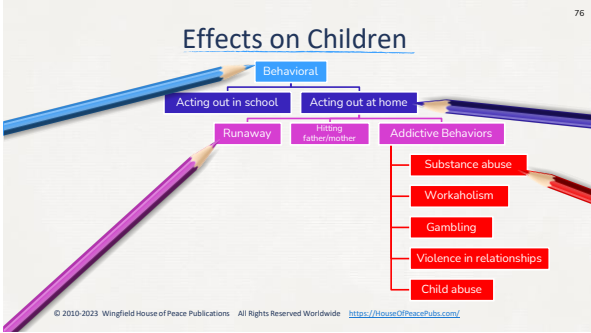 76
Effects on Children
Behavioral
Acting out in school
Acting out at home
Runaway
Hitting
father/mother
Addictive Behaviors
Substance abuse
Workaholism
Gambling
Violence in relationships
Child abuse
© 2010-2023 Wingfield House of Peace Publications All Rights Reserved Worldwide https://HouseOfPeacePubs.com/